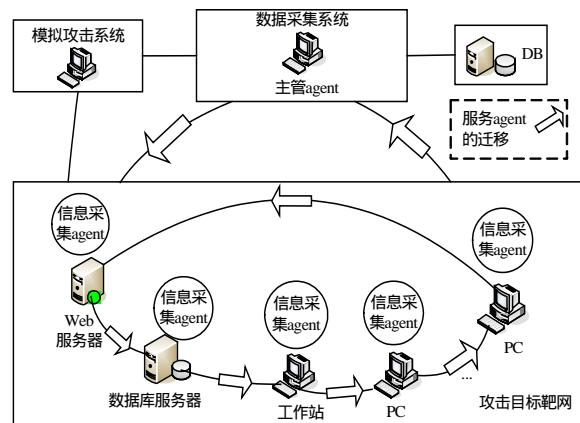 模拟攻击系统
数据采集系统
主管agent
DB
服务agent
的迁移
信息采
集agent
信息采
集agent
信息采
集agent
信息采
集agent
信息采
集agent
Web
服务器
数据库服务器
工作站
PC
...
PC
攻击目标靶网